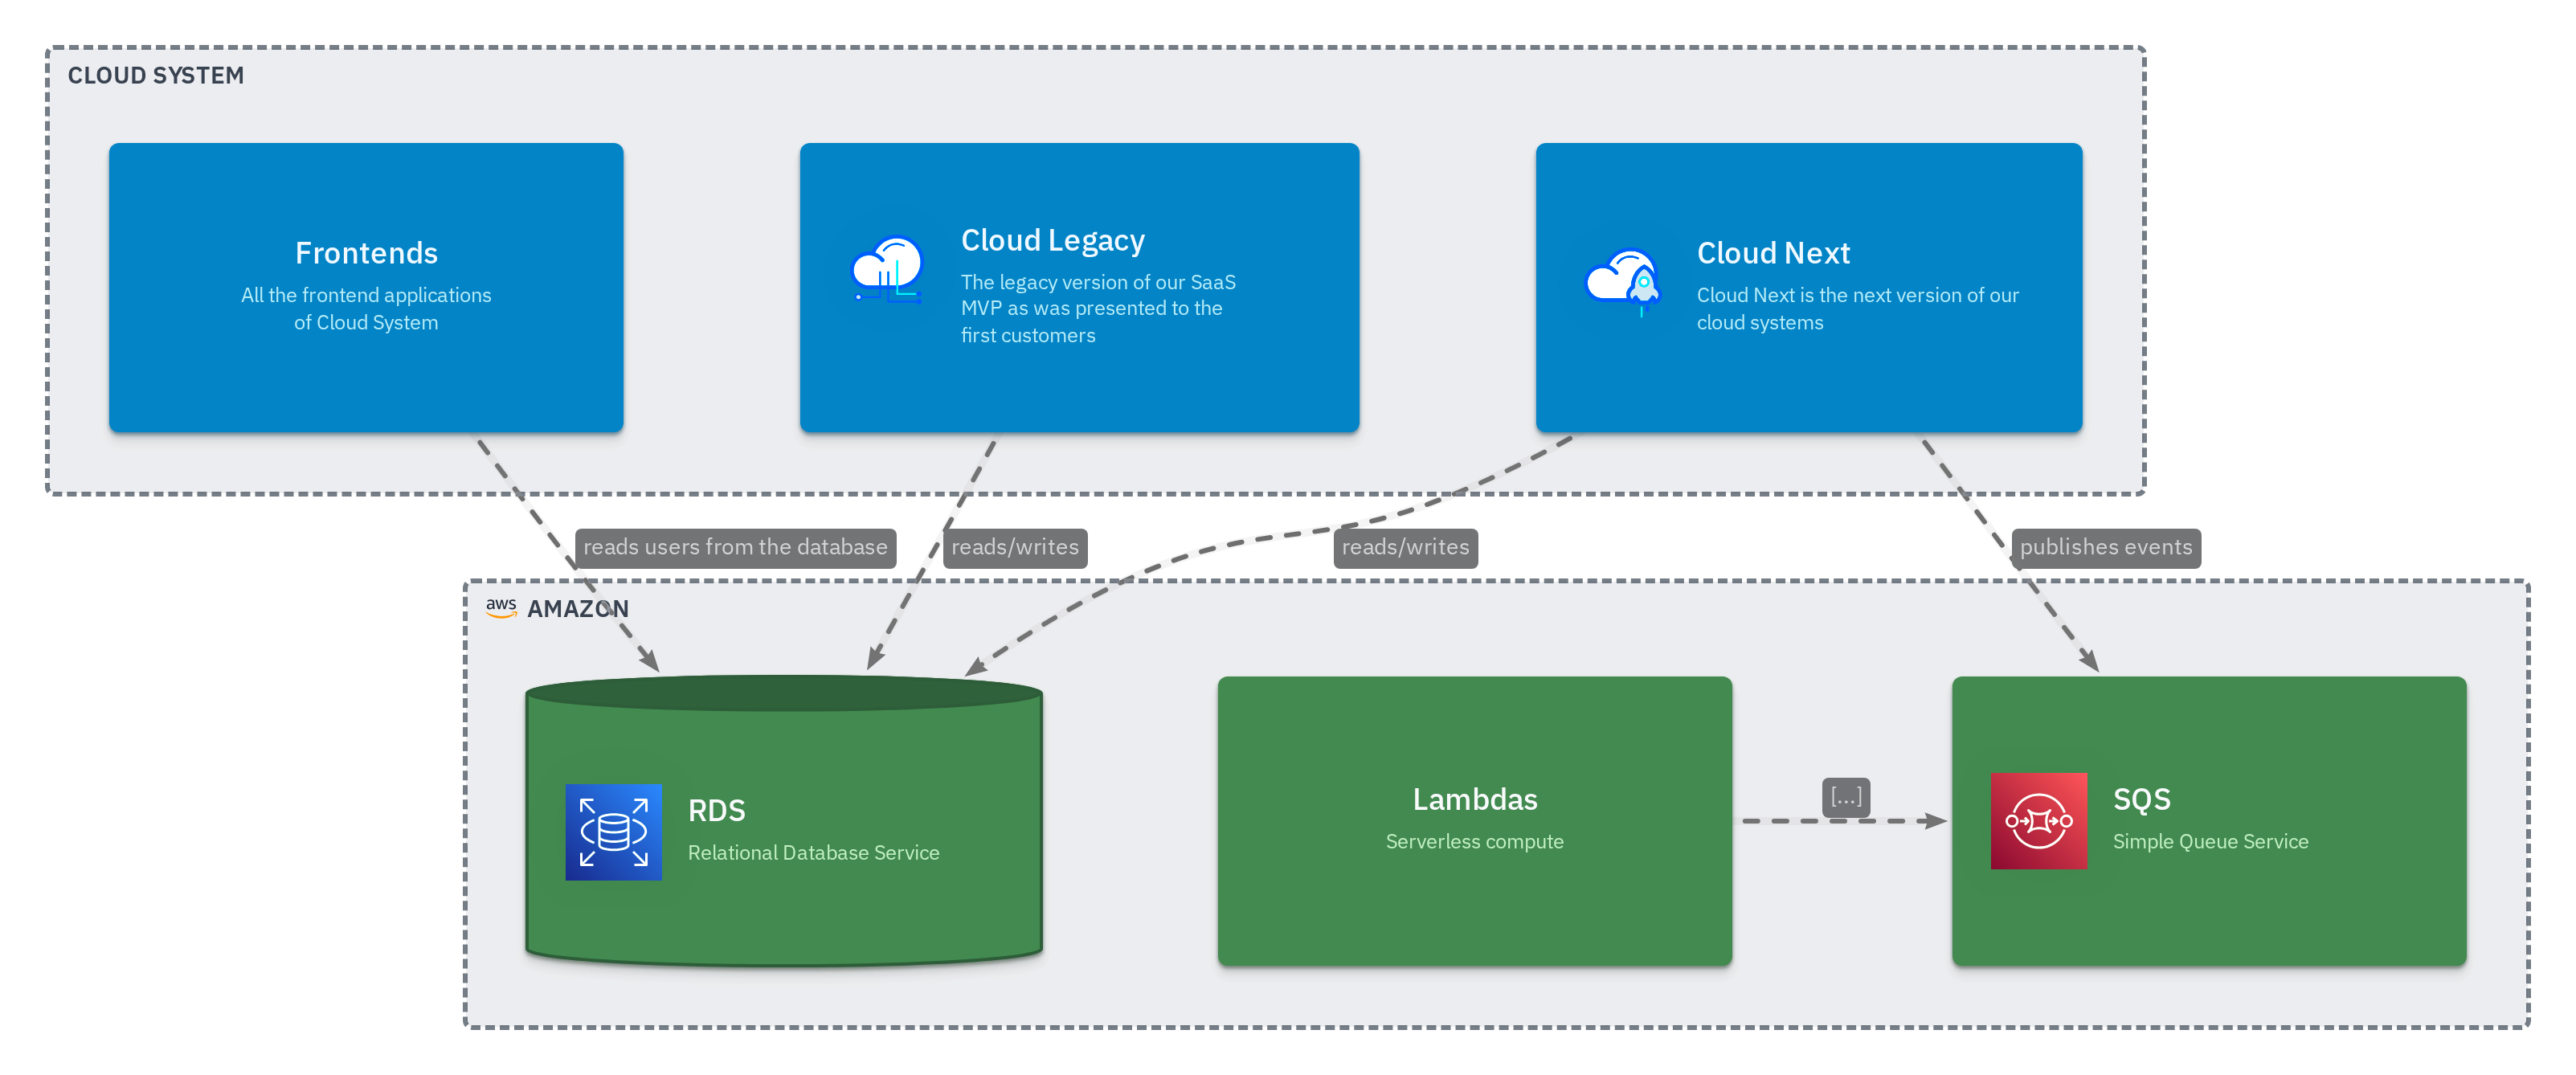 CLOUD SYSTEM
Frontends
All the frontend applications
of Cloud System
Cloud Legacy
The legacy version of our SaaS
MVP as was presented to the
first customers
Cloud Next
Cloud Next is the next version of our
cloud systems
reads users from the database
reads/writes
reads/writes
publishes events
aws AMAZON
RDS
Relational Database Service
Lambdas
Serverless compute
[...]
SQS
Simple Queue Service